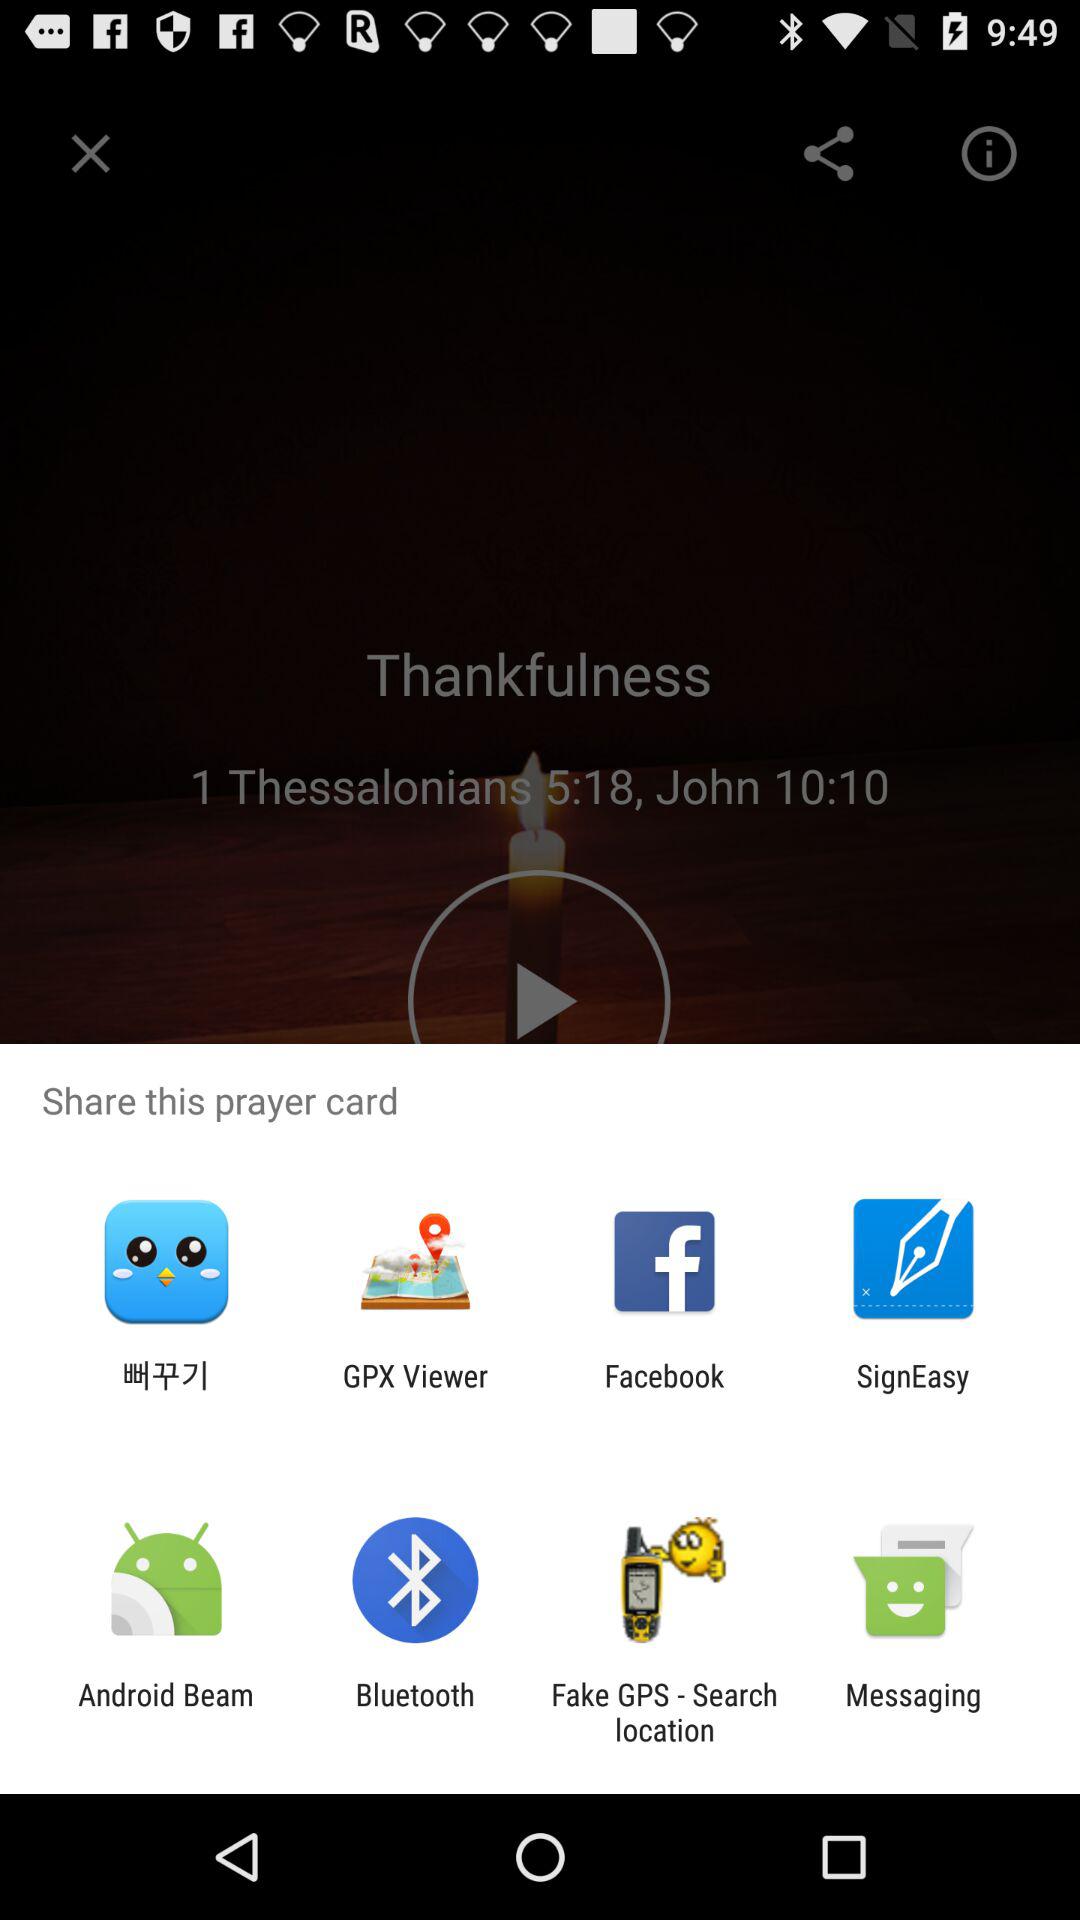 9:49
Thankfulness
1 Thessalonians 5:18, John 10:10
Share this prayer card
뻐꾸기
GPX Viewer
Facebook
SignEasy
Android Beam
Bluetooth
Fake GPS - Search
location
Messaging